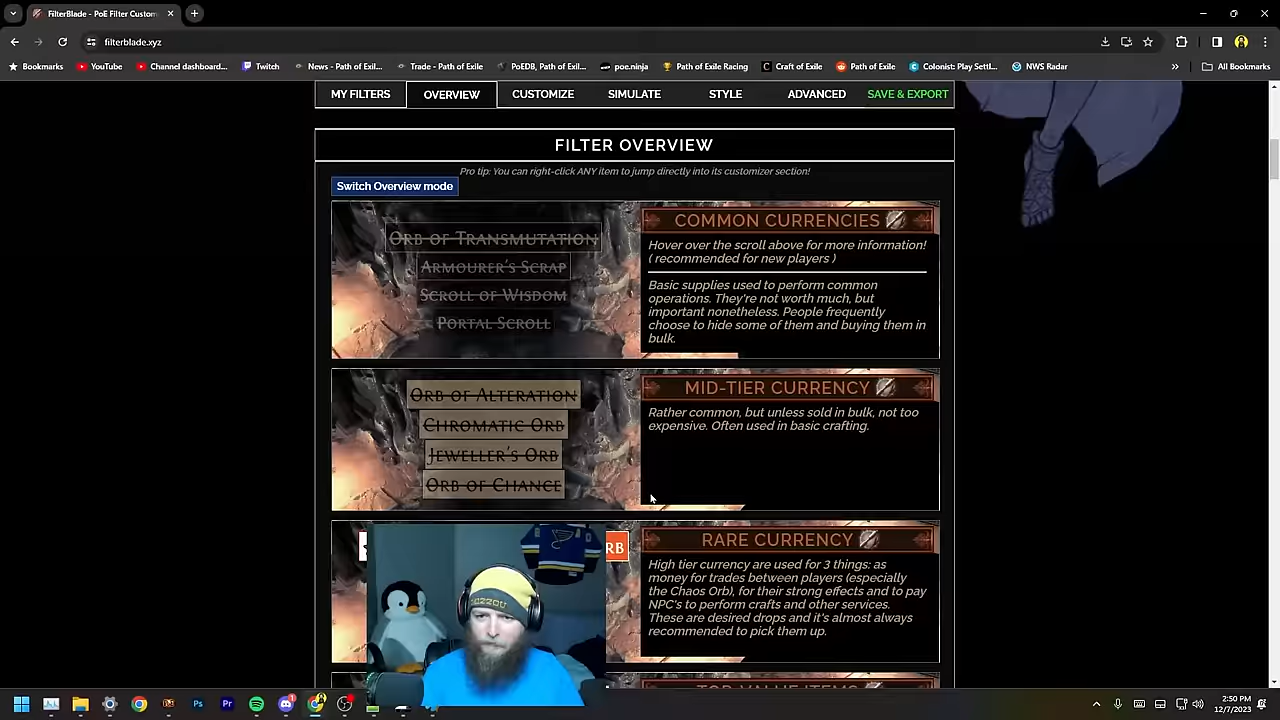 FilterBlade - PoE Filter Custom
filterblade.xyz
Bookmarks
YouTube
Channel dashboard...
Twitch
News - Path of Exil...
Trade - Path of Exile
PoEDB, Path of Exil...
poe.ninja
Path of Exile Racing
Craft of Exile
Path of Exile
Colonist: Play Settl...
NWS Radar
All Bookmarks
MY FILTERS
OVERVIEW
CUSTOMIZE
SIMULATE
STYLE
ADVANCED
SAVE & EXPORT
FILTER OVERVIEW
Pro tip: You can right-click ANY item to jump directly into its customizer section!
Switch Overview mode
ORB OF TRANSMUTATION
ARMOURER'S SCRAP
SCROLL OF WISDOM
PORTAL SCROLL
COMMON CURRENCIES
Hover over the scroll above for more information!
( recommended for new players )
Basic supplies used to perform common
operations. They're not worth much, but
important nonetheless. People frequently
choose to hide some of them and buying them in
bulk.
ORB OF ALTERATION
CHROMATIC ORB
JEWELLER'S ORB
ORB OF CHANCE
MID-TIER CURRENCY
Rather common, but unless sold in bulk, not too
expensive. Often used in basic crafting.
RB
RARE CURRENCY
High tier currency are used for 3 things: as
money for trades between players (especially
the Chaos Orb), for their strong effects and to pay
NPC's to perform crafts and other services.
These are desired drops and it's almost always
recommended to pick them up.
TOP VALUE ITEMS
2:50 PM
12/7/2023